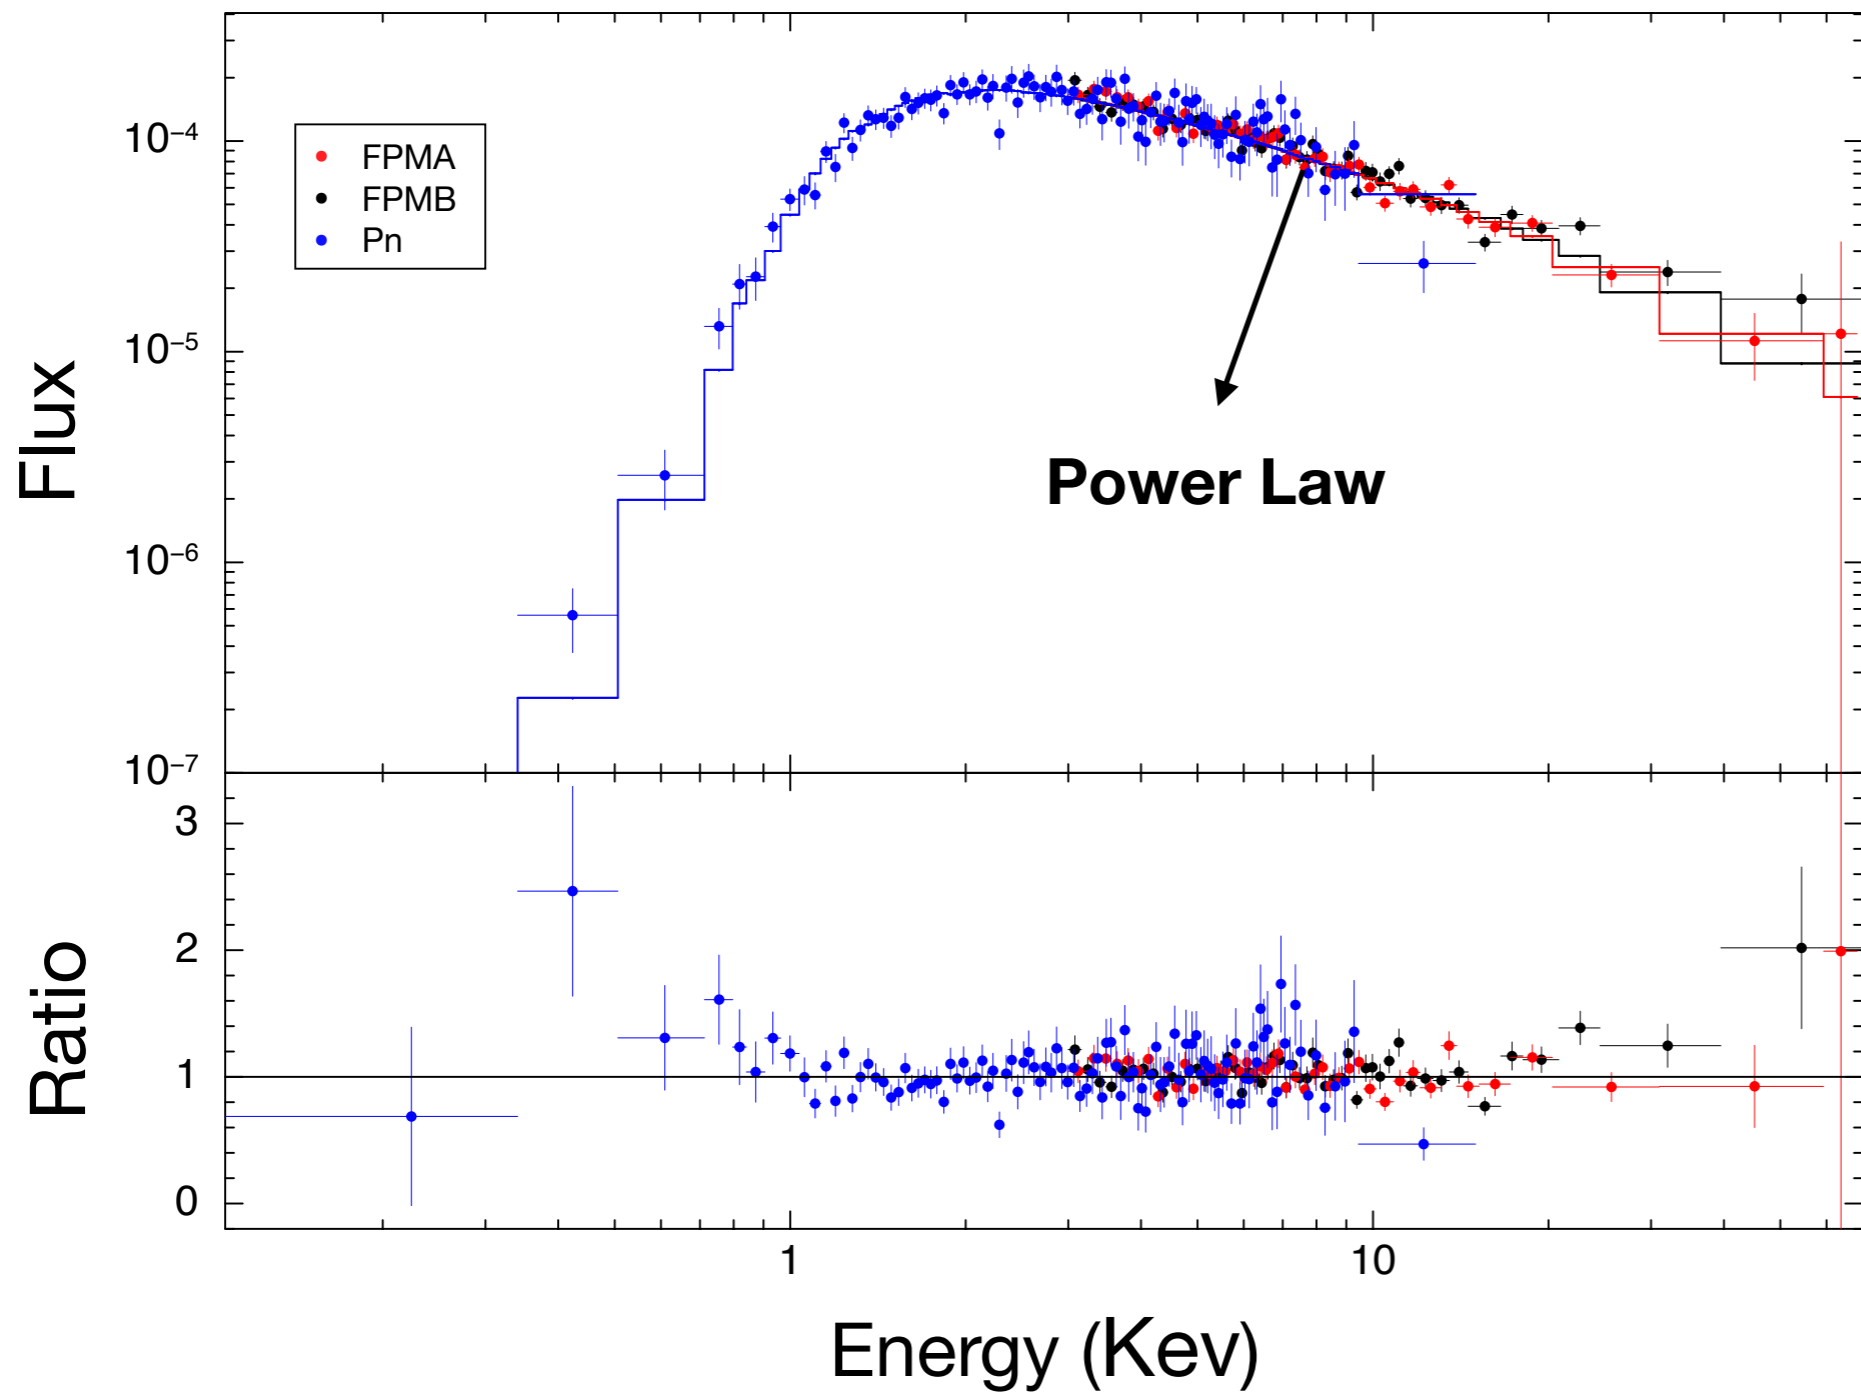 10⁻⁴
FPMA
FPMB
Pn
10⁻⁵
Flux
Power Law
10⁻⁶
10⁻⁷
3
2
Ratio
1
0
1
10
Energy (Kev)